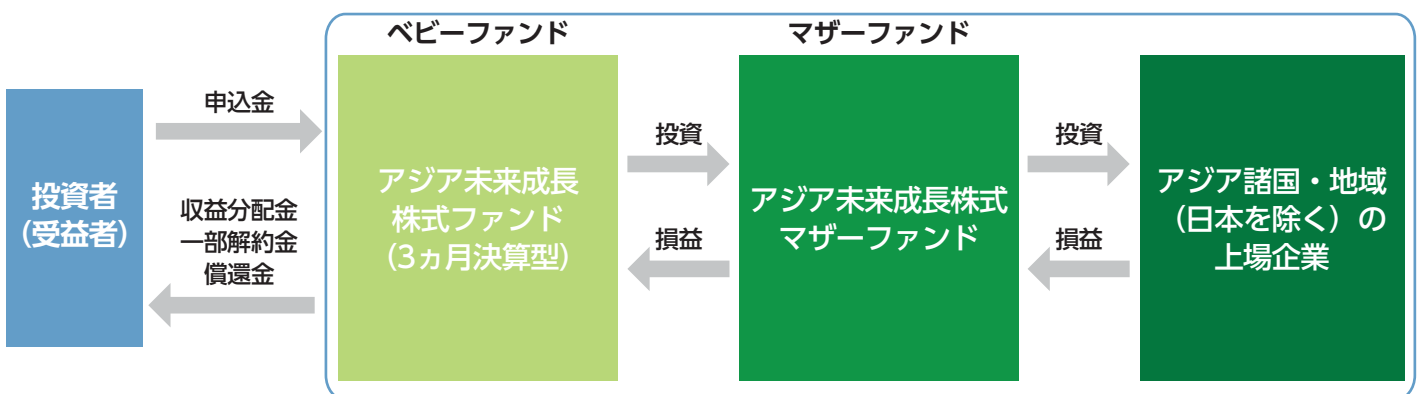 ベビーファンド
マザーファンド
投資者
（受益者）
申込金
収益分配金
一部解約金
償還金
アジア未来成長
株式ファンド
（3ヵ月決算型）
投資
損益
アジア未来成長株式
マザーファンド
投資
損益
アジア諸国・地域
（日本を除く）の
上場企業